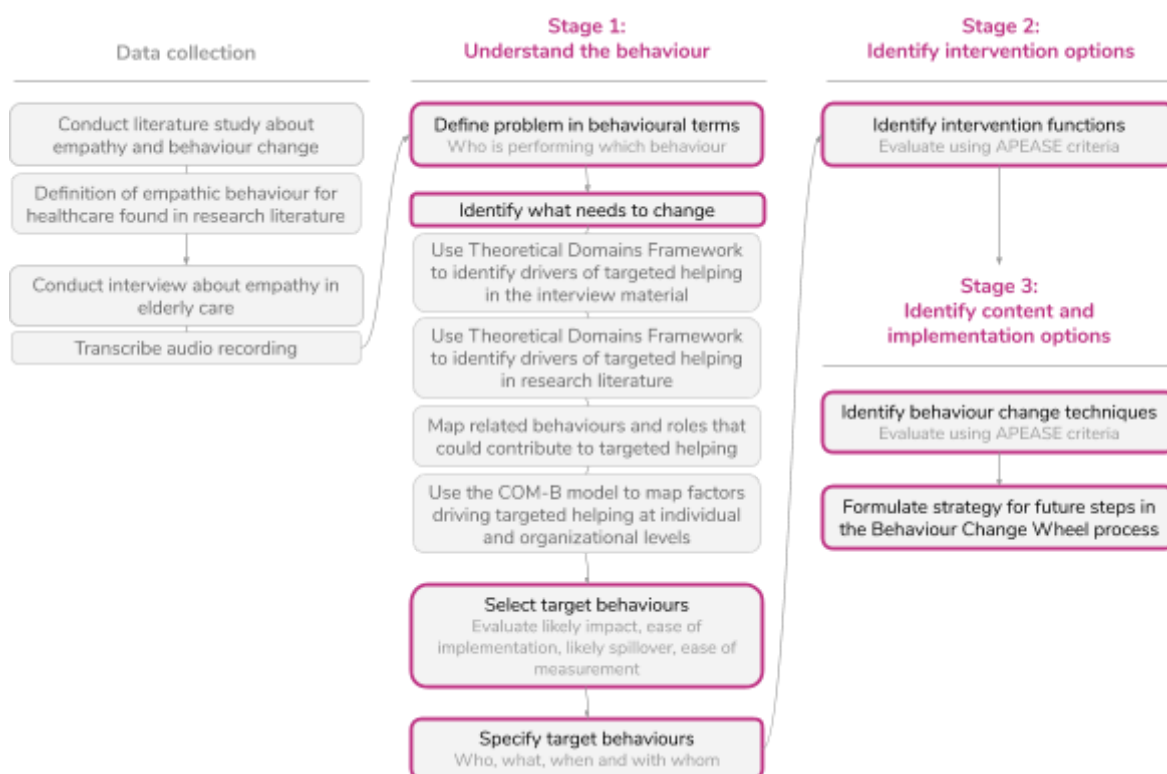 Data collection
Conduct literature study about
empathy and behaviour change
Definition of empathic behaviour for
healthcare found in research literature
Conduct interview about empathy in
elderly care
Transcribe audio recording
Stage 1:
Understand the behaviour
Define problem in behavioural terms
Who is performing which behaviour
Identify what needs to change
Use Theoretical Domains Framework
to identify drivers of targeted helping
in the interview material
Use Theoretical Domains Framework
to identify drivers of targeted helping
in research literature
Map related behaviours and roles that
could contribute to targeted helping
Use the COM-B model to map factors
driving targeted helping at individual
and organizational levels
Select target behaviours
Evaluate likely impact, ease of
implementation, likely spillover, ease of
measurement
Specify target behaviours
Who, what, when and with whom
Stage 2:
Identify intervention options
Identify intervention functions
Evaluate using APEASE criteria
Stage 3:
Identify content and
implementation options
Identify behaviour change techniques
Evaluate using APEASE criteria
Formulate strategy for future steps in
the Behaviour Change Wheel process